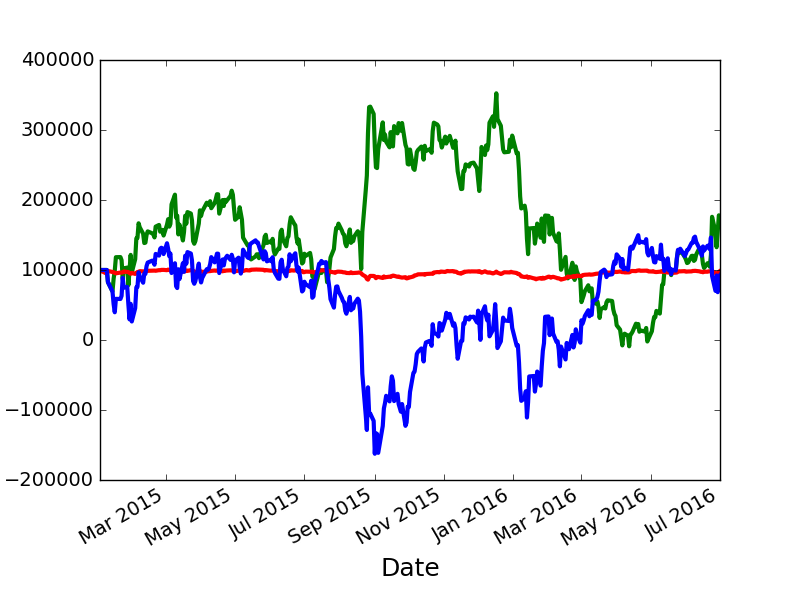 400000
300000
200000
100000
0
−100000
−200000
Mar 2015
May 2015
Jul 2015
Sep 2015
Nov 2015
Jan 2016
Mar 2016
May 2016
Jul 2016
Date